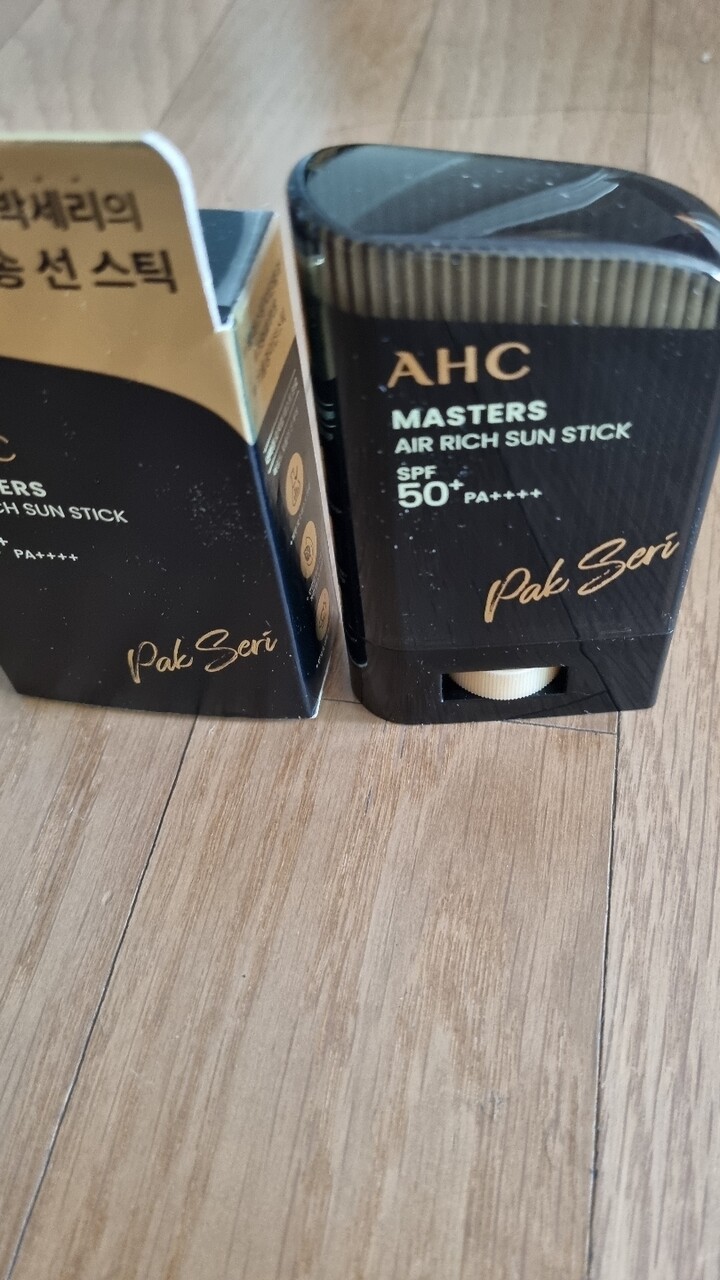 박세리의
송 선 스틱
C
ERS
CH SUN STICK
+ PA++++
Pak Seri
AHC
MASTERS
AIR RICH SUN STICK
SPF
50+ PA++++
Pak Seri